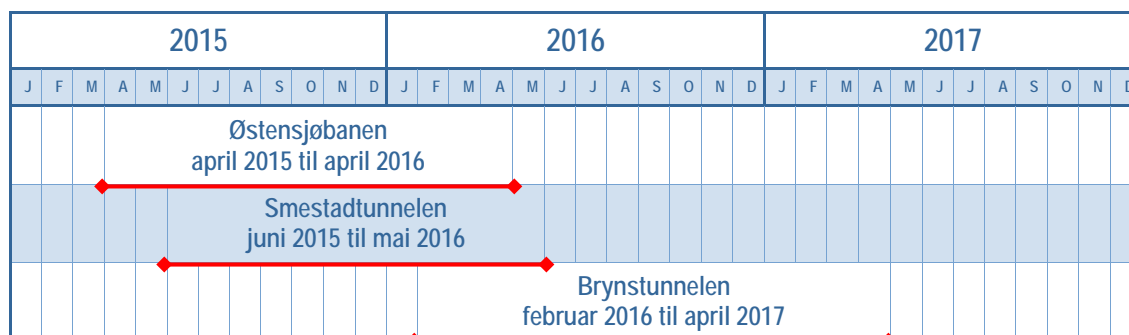 2015 2016 2017
J F M A M J J A S O N D J F M A M J J A S O N D J F M A M J J A S O N D
Østensjøbanen
april 2015 til april 2016
Smestadtunnelen
juni 2015 til mai 2016
Brynstunnelen
februar 2016 til april 2017